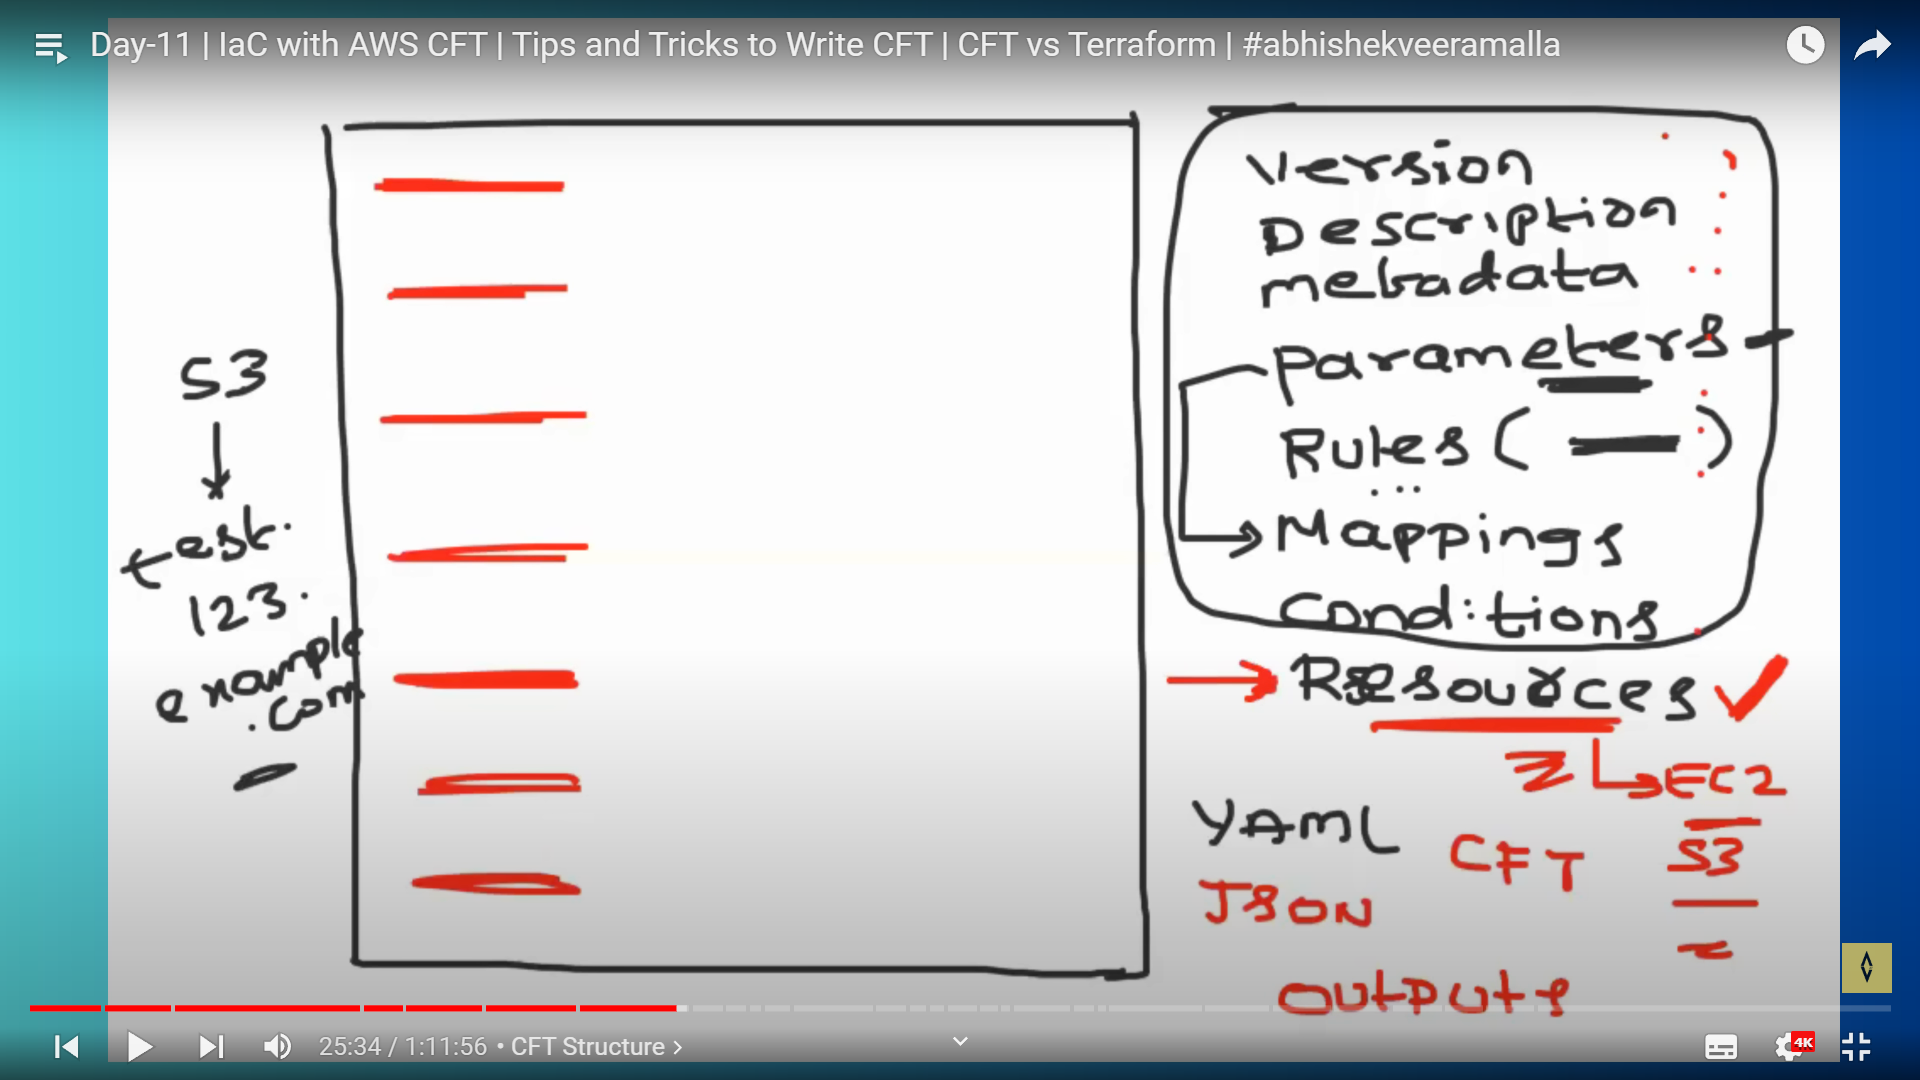 Day-11 | IaC with AWS CFT | Tips and Tricks to Write CFT | CFT vs Terraform | #abhishekveeramalla
Version
Description
metadata
Parameters
Rules ( )
Mappings
Conditions
Resources
EC2
S3
YAML
CFT
JSON
outputs
S3
test.
123.
example
.com
25:34 / 1:11:56 • CFT Structure
4K